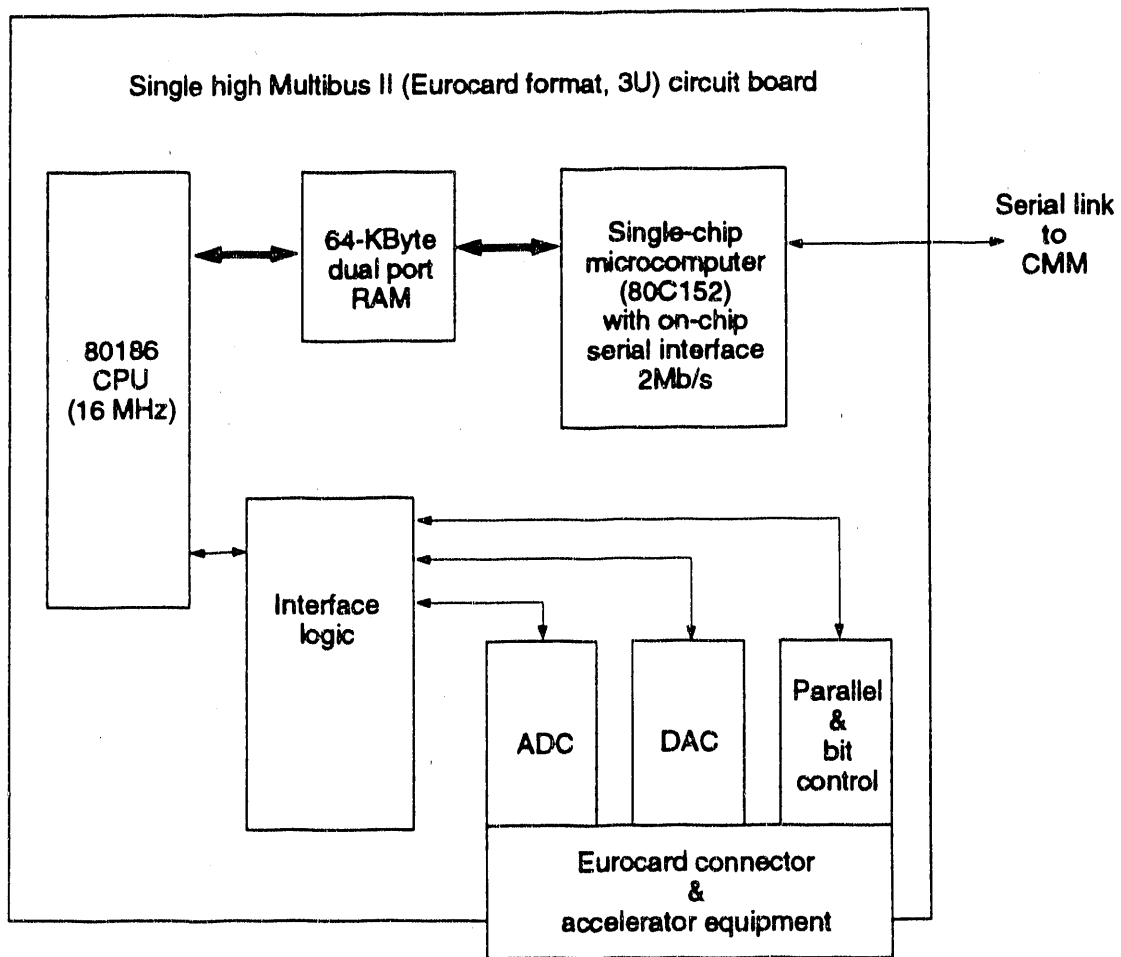 Single high Multibus II (Eurocard format, 3U) circuit board
80186
CPU
(16 MHz)
64-KByte
dual port
RAM
Single-chip
microcomputer
(80C152)
with on-chip
serial interface
2Mb/s
Serial link
to
CMM
Interface
logic
ADC
DAC
Parallel
&
bit
control
Eurocard connector
&
accelerator equipment